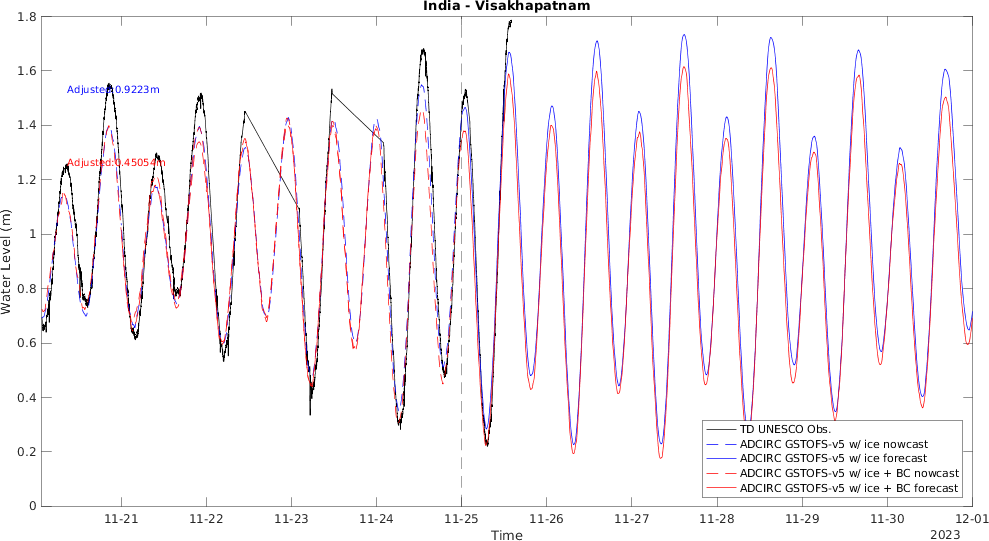 India - Visakhapatnam
1.8
1.6
1.4
1.2
1
0.8
0.6
0.4
0.2
0
Water Level (m)
Adjusted:0.9223m
Adjusted:0.45054m
TD UNESCO Obs.
ADCIRC GSTOFS-v5 w/ ice nowcast
ADCIRC GSTOFS-v5 w/ ice forecast
ADCIRC GSTOFS-v5 w/ ice + BC nowcast
ADCIRC GSTOFS-v5 w/ ice + BC forecast
11-21 11-22 11-23 11-24 11-25 11-26 11-27 11-28 11-29 11-30 12-01
Time
2023